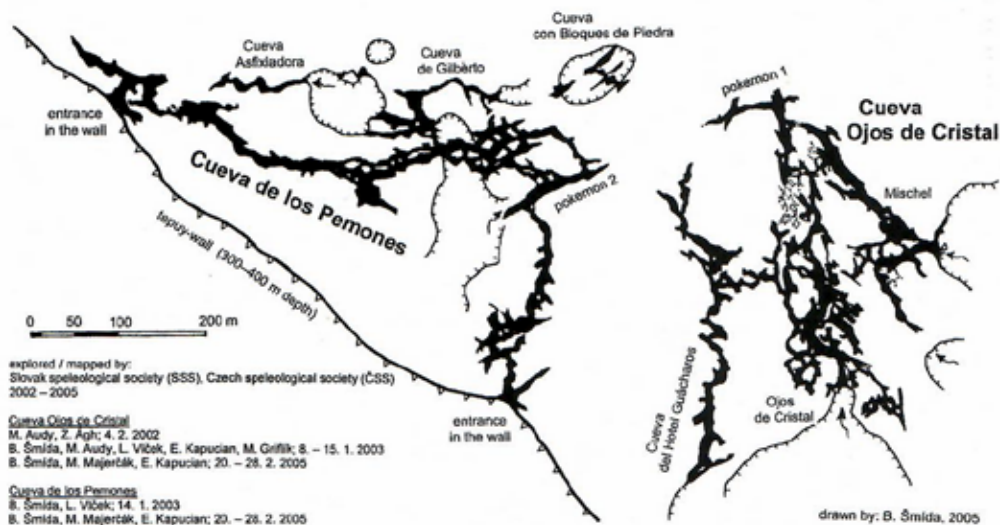 Cueva
Asfixiadora
Cueva
de Gilbèrto
Cueva
con Bloques de Piedra
entrance
in the wall
Cueva de los Pemones
pokemon 2
tepuy-wall (300–400 m depth)
0 50 100 200 m
entrance
in the wall
pokemon 1
Cueva
Ojos de Cristal
Mischel
Cueva
del Hotel Guácharos
Ojos
de Cristal
explored / mapped by:
Slovak speleological society (SSS), Czech speleological society (ČSS)
2002 – 2005
Cueva Ojos de Cristal
M. Audy, Z. Ágh; 4. 2. 2002
B. Šmída, M. Audy, L. Vlček, E. Kapucian, M. Griflík; 8. – 15. 1. 2003
B. Šmída, M. Majerčák, E. Kapucian; 20. – 28. 2. 2005
Cueva de los Pemones
B. Šmída, L. Vlček; 14. 1. 2003
B. Šmída, M. Majerčák, E. Kapucian; 20. – 28. 2. 2005
drawn by: B. Šmída, 2005